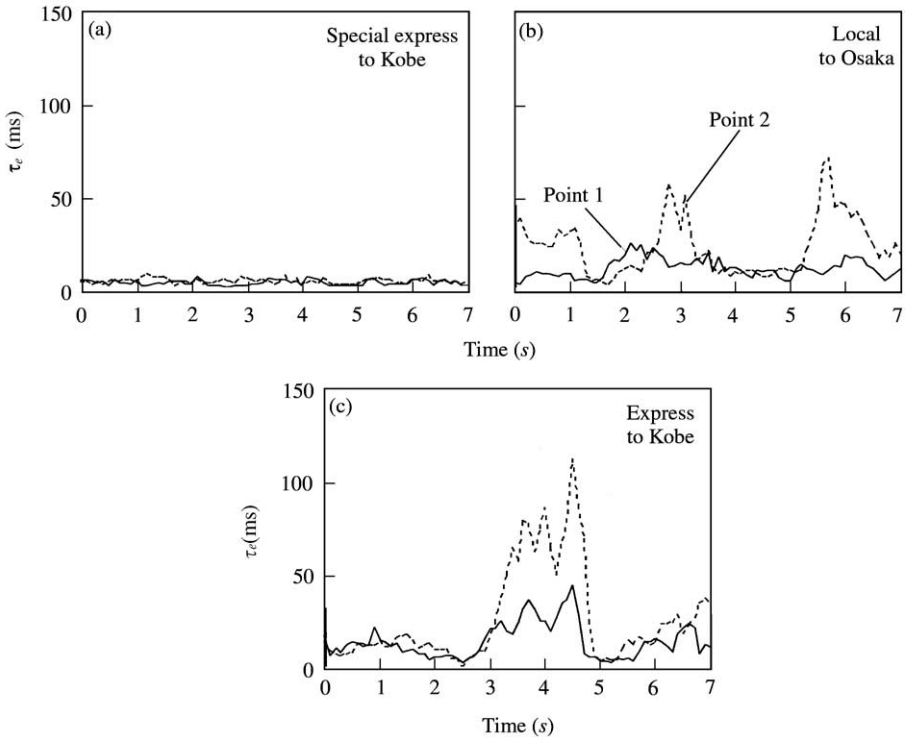 (a)
Special express
to Kobe
150
100
50
0
τe (ms)
0 1 2 3 4 5 6 7
(b)
Local
to Osaka
Point 2
Point 1
0 1 2 3 4 5 6 7
Time (s)
(c)
Express
to Kobe
150
100
50
0
τe(ms)
0 1 2 3 4 5 6 7
Time (s)